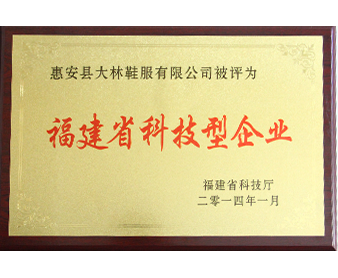 惠安县大林鞋服有限公司被评为
福建省科技型企业
福建省科技厅
二零一四年一月